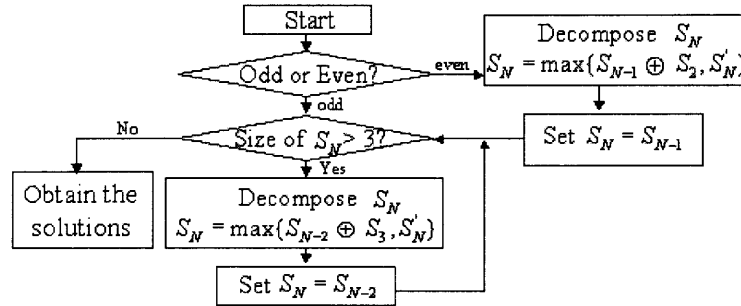 Start
Odd or Even?
even
Decompose S_N
S_N = max{S_{N-1} ⊕ S_2, S'_N}
odd
No
Size of S_N > 3?
Set S_N = S_{N-1}
Yes
Obtain the
solutions
Decompose S_N
S_N = max{S_{N-2} ⊕ S_3, S'_N}
Set S_N = S_{N-2}